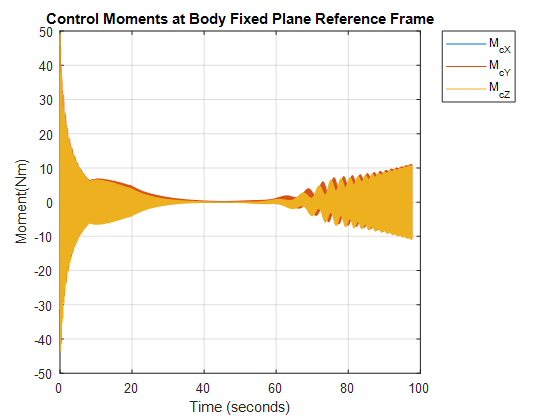 Control Moments at Body Fixed Plane Reference Frame
McX
McY
McZ
50
40
30
20
10
0
-10
-20
-30
-40
-50
Moment(Nm)
0
20
40
60
80
100
Time (seconds)